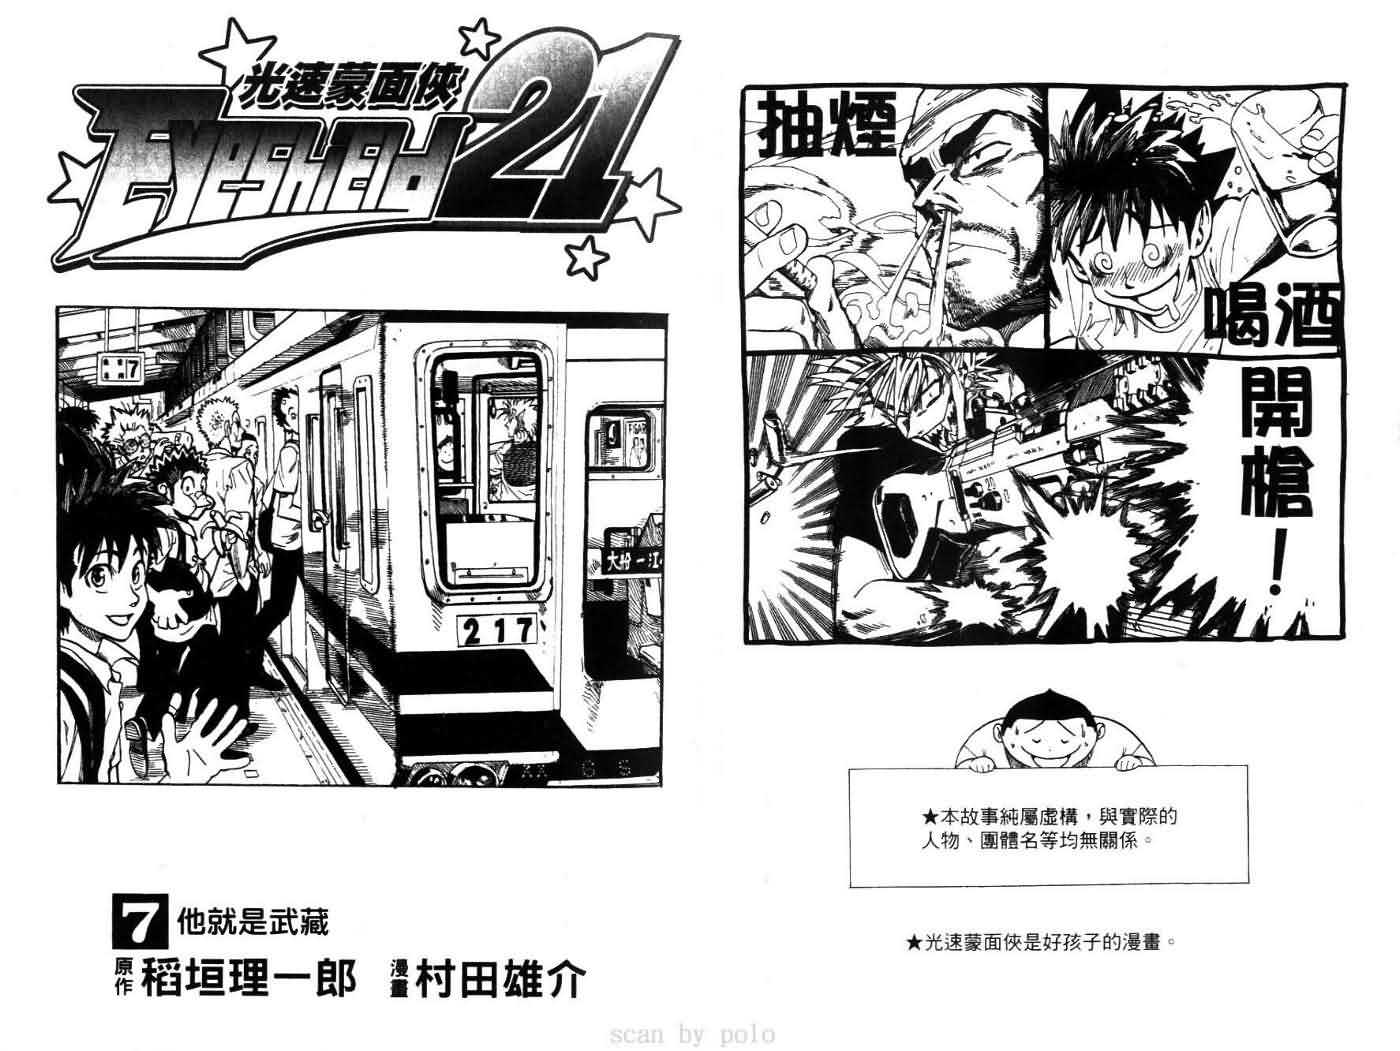 抽煙
喝酒
開槍！
★本故事純屬虛構，與實際的
人物、團體名等均無關係。
★光速蒙面俠是好孩子的漫畫。
光速蒙面俠
EYESHIELD 21
7
217
7 他就是武藏
原作 稻垣理一郎 漫畫 村田雄介
scan by polo